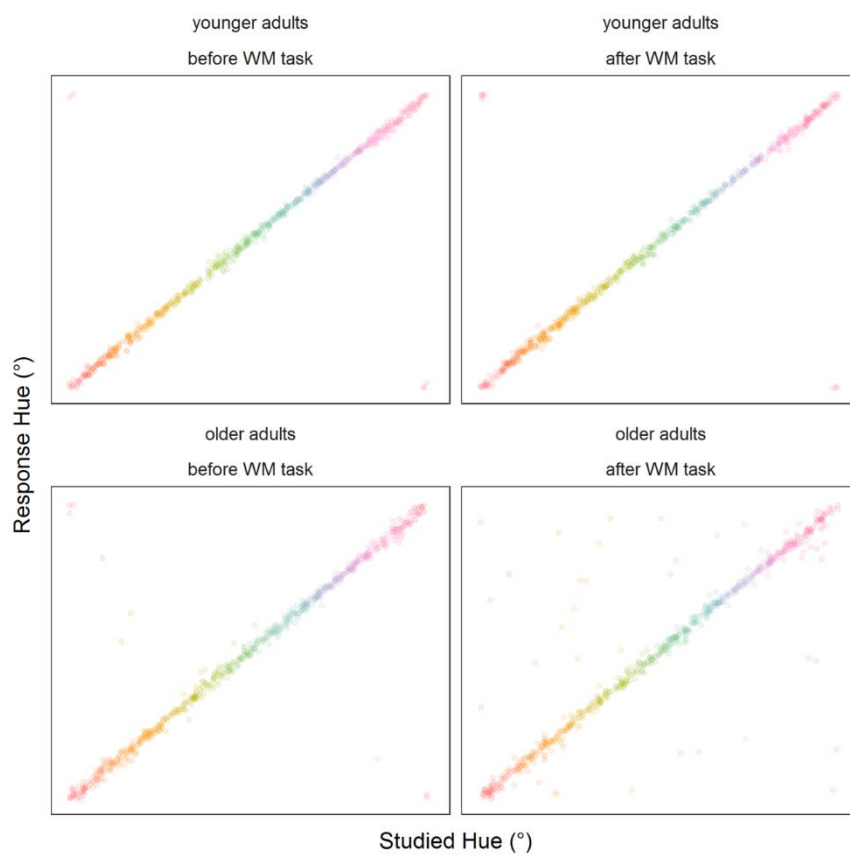 younger adults
before WM task
younger adults
after WM task
older adults
before WM task
older adults
after WM task
Response Hue (°)
Studied Hue (°)